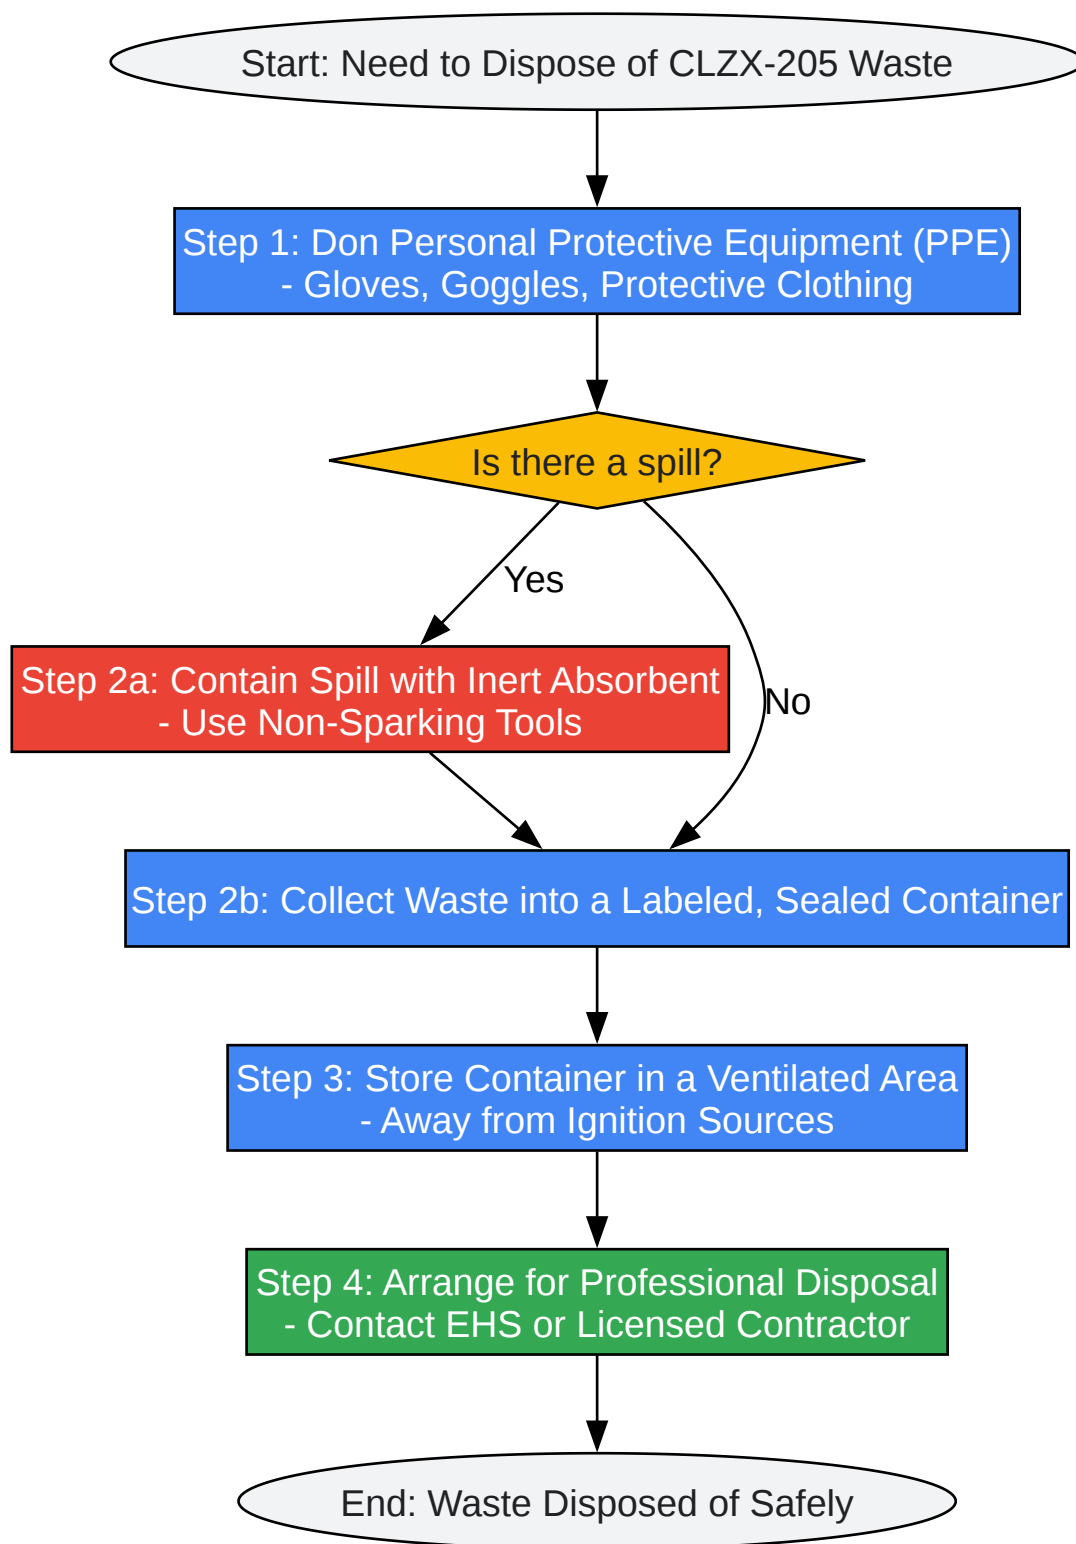 Start: Need to Dispose of CLZX-205 Waste
Step 1: Don Personal Protective Equipment (PPE)
- Gloves, Goggles, Protective Clothing
Is there a spill?
Yes
Step 2a: Contain Spill with Inert Absorbent
- Use Non-Sparking Tools
No
Step 2b: Collect Waste into a Labeled, Sealed Container
Step 3: Store Container in a Ventilated Area
- Away from Ignition Sources
Step 4: Arrange for Professional Disposal
- Contact EHS or Licensed Contractor
End: Waste Disposed of Safely